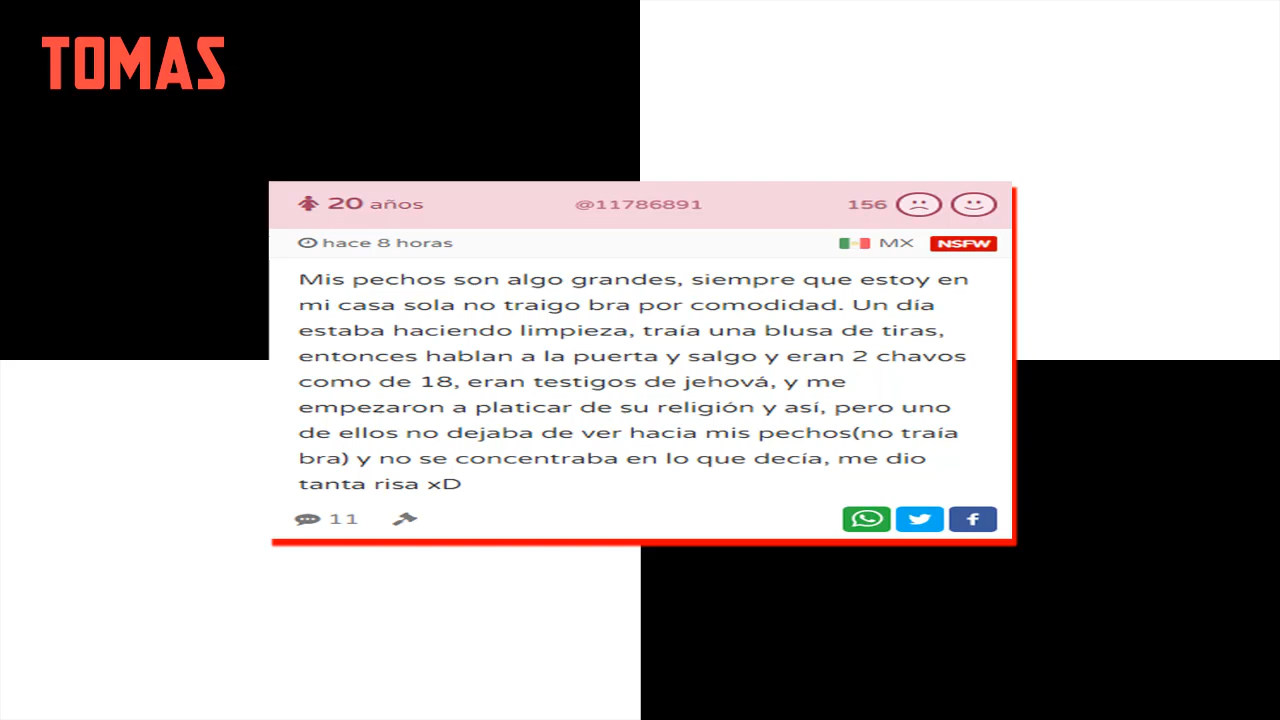 TOMAS
20 años @11786891 156
hace 8 horas MX NSFW
Mis pechos son algo grandes, siempre que estoy en
mi casa sola no traigo bra por comodidad. Un día
estaba haciendo limpieza, traía una blusa de tiras,
entonces hablan a la puerta y salgo y eran 2 chavos
como de 18, eran testigos de jehová, y me
empezaron a platicar de su religión y así, pero uno
de ellos no dejaba de ver hacia mis pechos(no traía
bra) y no se concentraba en lo que decía, me dio
tanta risa xD
11